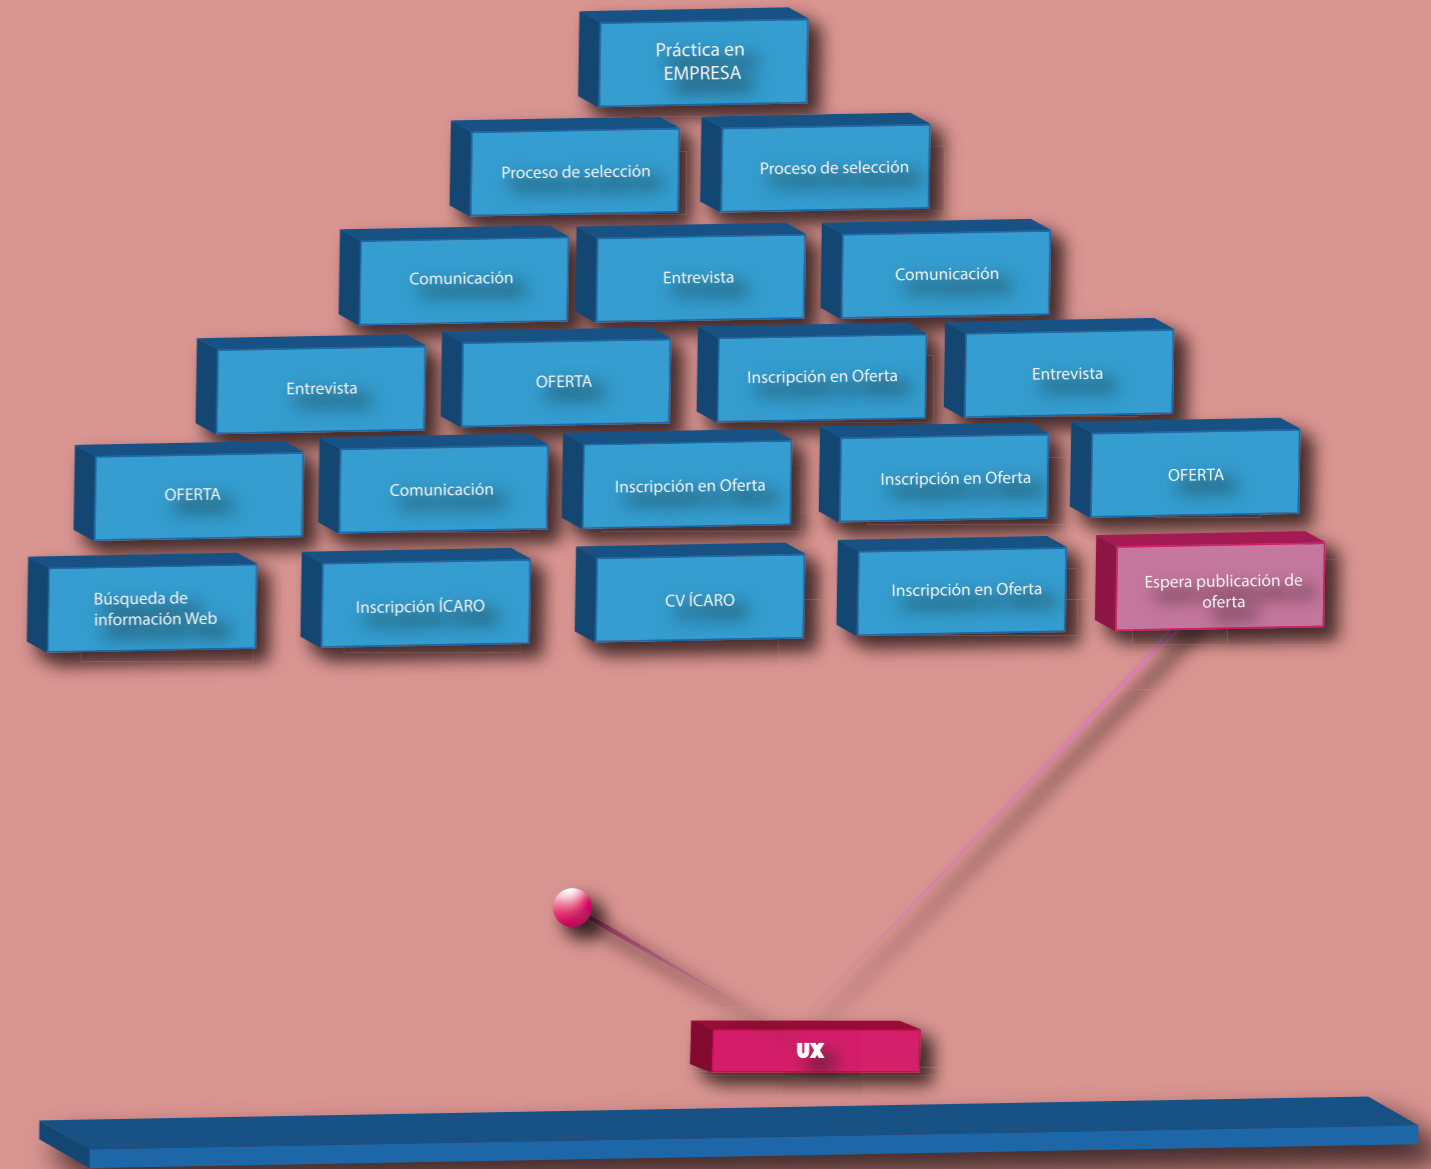 Práctica en
EMPRESA
Proceso de selección
Proceso de selección
Comunicación
Entrevista
Comunicación
Entrevista
OFERTA
Inscripción en Oferta
Entrevista
OFERTA
Comunicación
Inscripción en Oferta
Inscripción en Oferta
OFERTA
Búsqueda de
información Web
Inscripción ÍCARO
CV ÍCARO
Inscripción en Oferta
Espera publicación de
oferta
UX